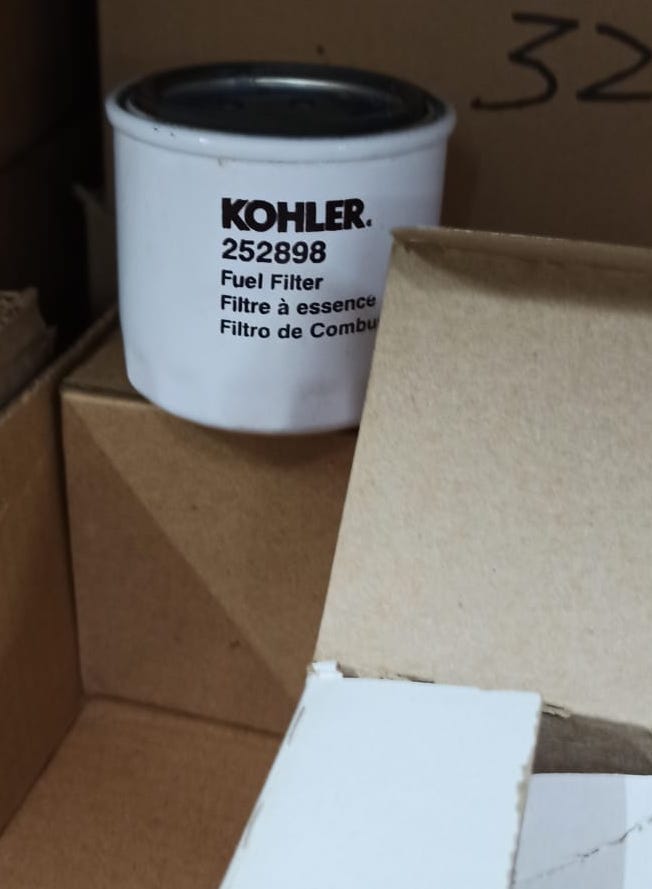 32
KOHLER.
252898
Fuel Filter
Filtre à essence
Filtro de Combu